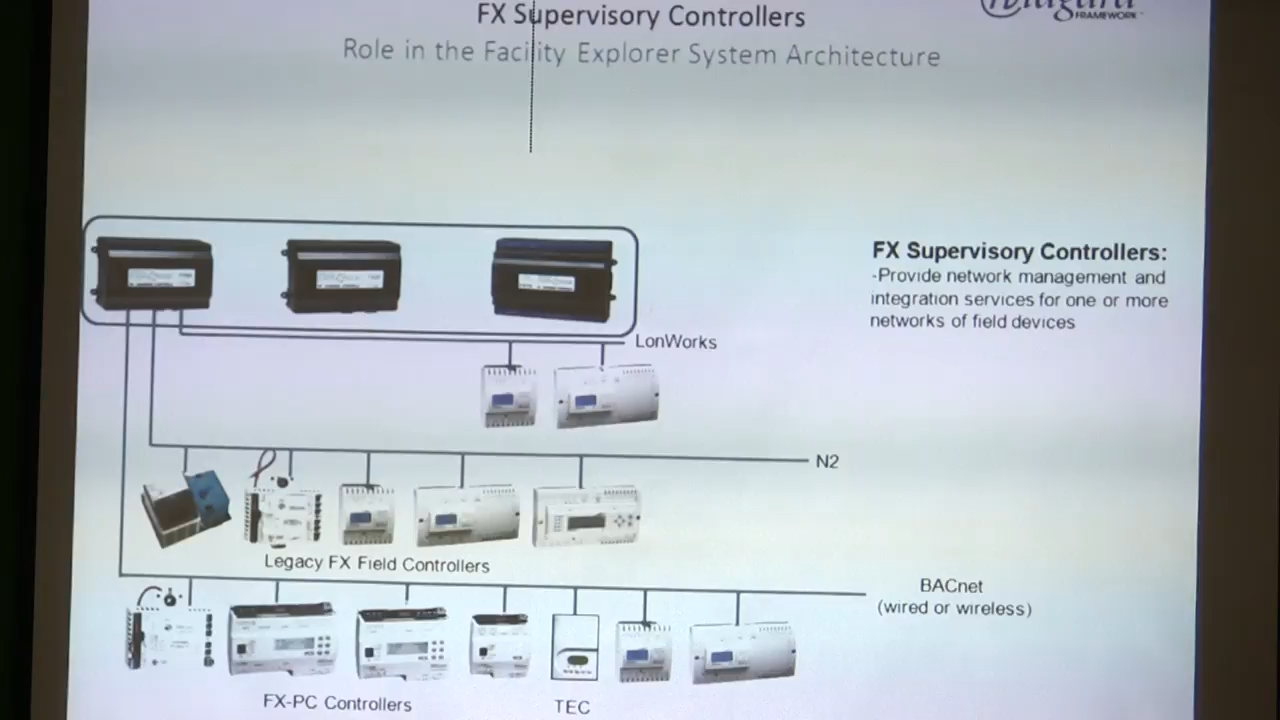 FX Supervisory Controllers
FRAMEWORK
Role in the Facility Explorer System Architecture
FX Supervisory Controllers:
-Provide network management and
integration services for one or more
networks of field devices
LonWorks
N2
Legacy FX Field Controllers
BACnet
(wired or wireless)
FX-PC Controllers
TEC